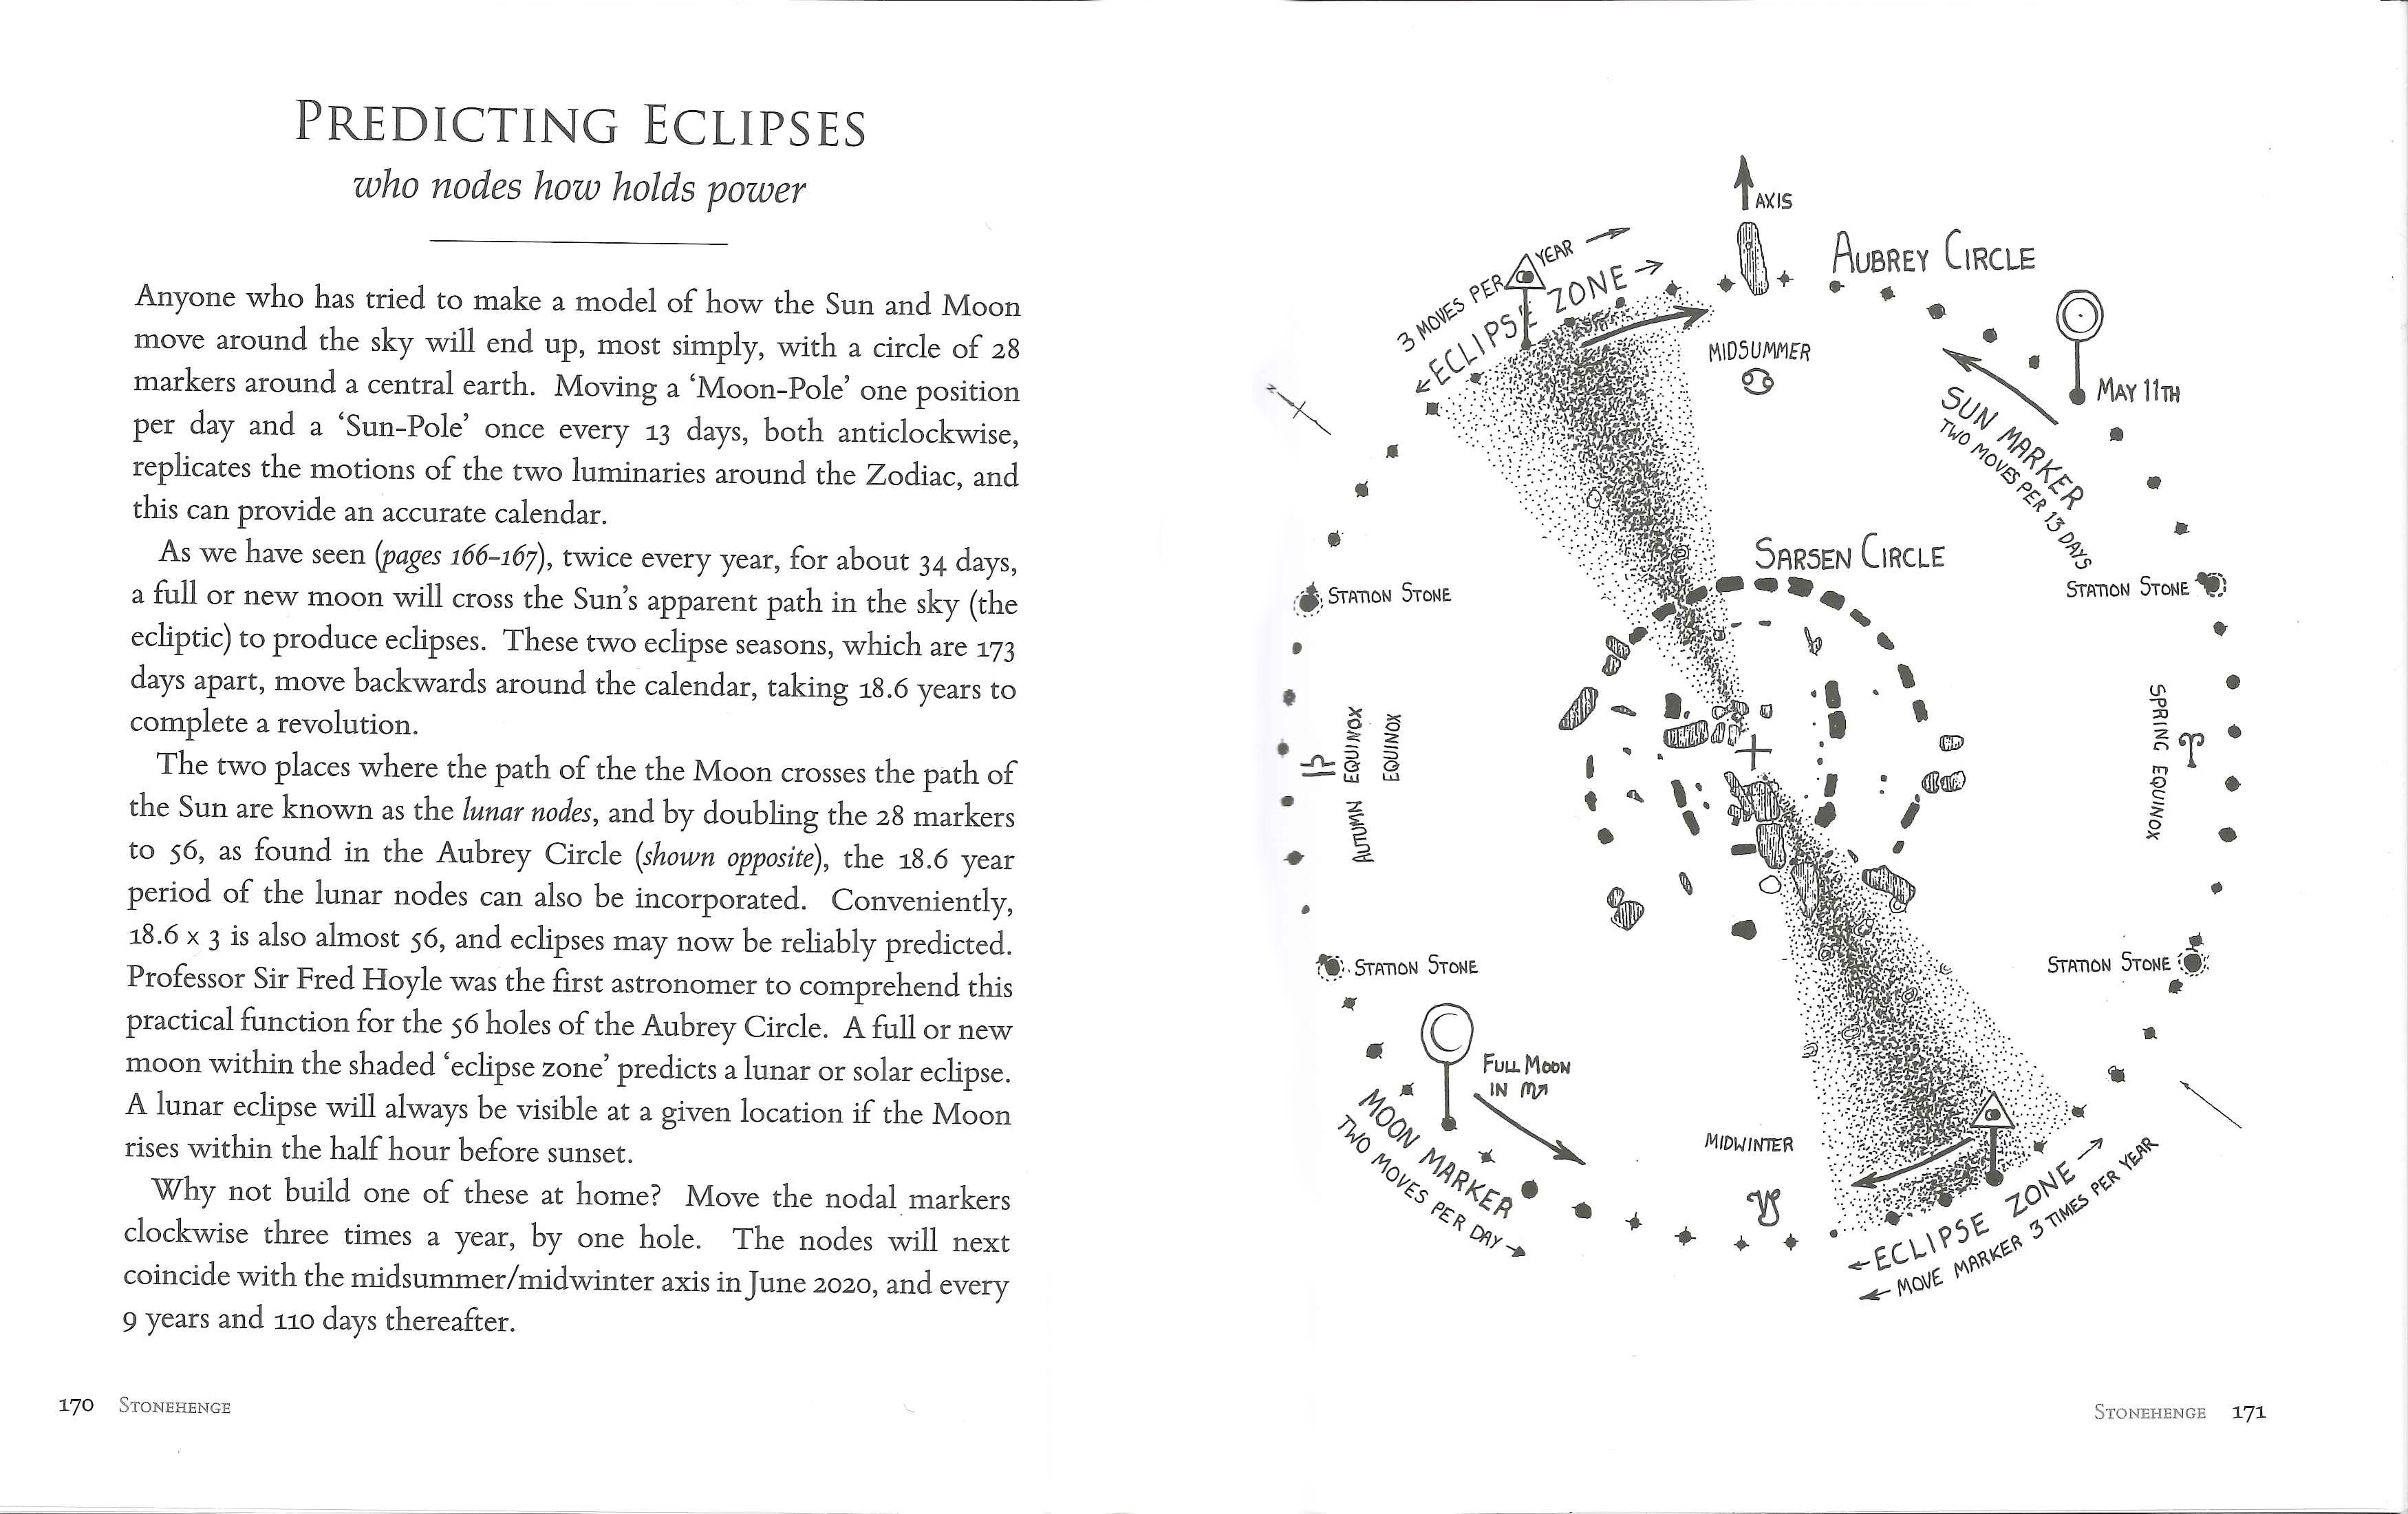 PREDICTING ECLIPSES
who nodes how holds power
Anyone who has tried to make a model of how the Sun and Moon
move around the sky will end up, most simply, with a circle of 28
markers around a central earth. Moving a ‘Moon-Pole’ one position
per day and a ‘Sun-Pole’ once every 13 days, both anticlockwise,
replicates the motions of the two luminaries around the Zodiac, and
this can provide an accurate calendar.
As we have seen (pages 166–167), twice every year, for about 34 days,
a full or new moon will cross the Sun’s apparent path in the sky (the
ecliptic) to produce eclipses. These two eclipse seasons, which are 173
days apart, move backwards around the calendar, taking 18.6 years to
complete a revolution.
The two places where the path of the the Moon crosses the path of
the Sun are known as the lunar nodes, and by doubling the 28 markers
to 56, as found in the Aubrey Circle (shown opposite), the 18.6 year
period of the lunar nodes can also be incorporated. Conveniently,
18.6 x 3 is also almost 56, and eclipses may now be reliably predicted.
Professor Sir Fred Hoyle was the first astronomer to comprehend this
practical function for the 56 holes of the Aubrey Circle. A full or new
moon within the shaded ‘eclipse zone’ predicts a lunar or solar eclipse.
A lunar eclipse will always be visible at a given location if the Moon
rises within the half hour before sunset.
Why not build one of these at home? Move the nodal markers
clockwise three times a year, by one hole. The nodes will next
coincide with the midsummer/midwinter axis in June 2020, and every
9 years and 110 days thereafter.
170 STONEHENGE
AXIS
AUBREY CIRCLE
3 MOVES PER YEAR
ECLIPSE ZONE
MIDSUMMER
♋
N
MAY 11TH
SUN MARKER
TWO MOVES PER 13 DAYS
SARSEN CIRCLE
STATION STONE
STATION STONE
AUTUMN EQUINOX
EQUINOX
♎
SPRING EQUINOX
♈
STATION STONE
STATION STONE
FULL MOON
IN ♏
MOON MARKER
TWO MOVES PER DAY
MIDWINTER
♑
ECLIPSE ZONE
MOVE MARKER 3 TIMES PER YEAR
STONEHENGE 171